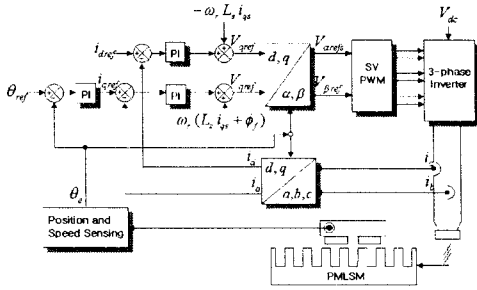 − ω_r L_s i_qs
V_dc
i_dref
PI
V_qref
d, q
α, β
V_αrefs
SV
PWM
3-phase
Inverter
θ_ref
PI
i_qref
PI
V_qref
V_βref
ω_r (L_s i_qs + ϕ_f)
i_a
i_a
d, q
a,b,c
i_b
θ_e
Position and
Speed Sensing
PMLSM